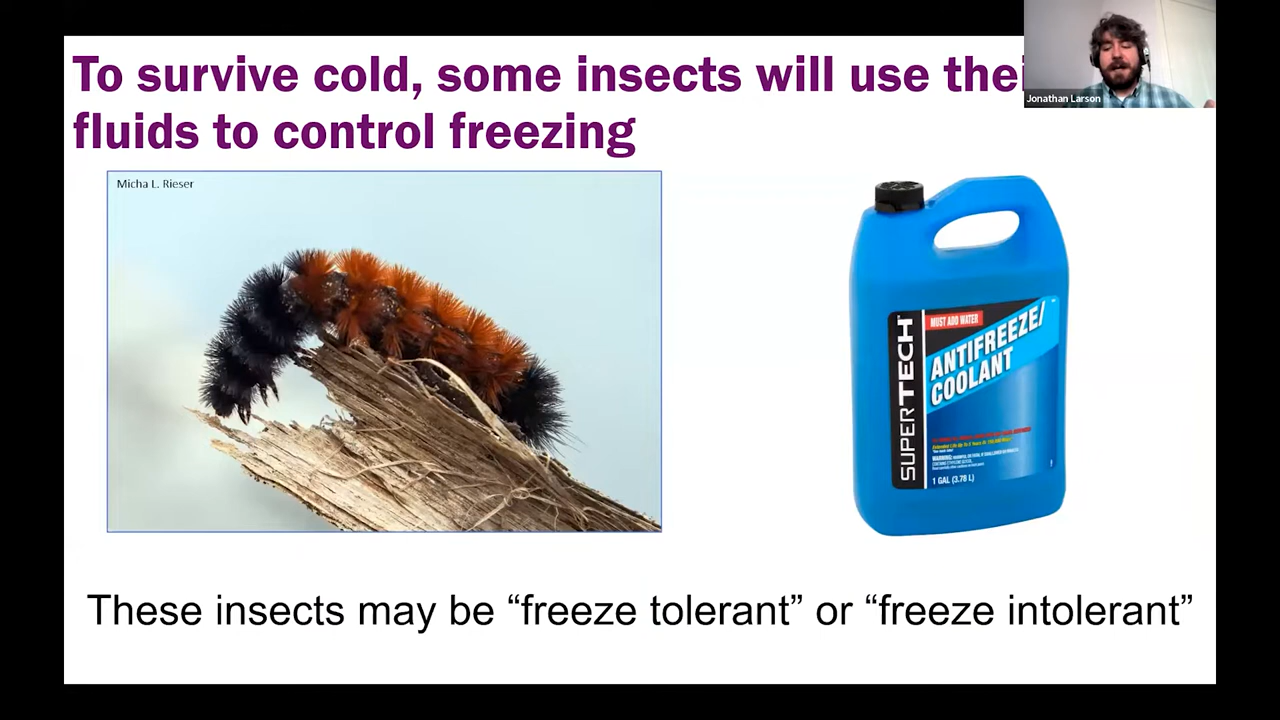 To survive cold, some insects will use thei
fluids to control freezing
Jonathan Larson
Micha L. Rieser
SUPERTECH
MUST ADD WATER
ANTIFREEZE/
COOLANT
1 GAL (3.78 L)
These insects may be “freeze tolerant” or “freeze intolerant”